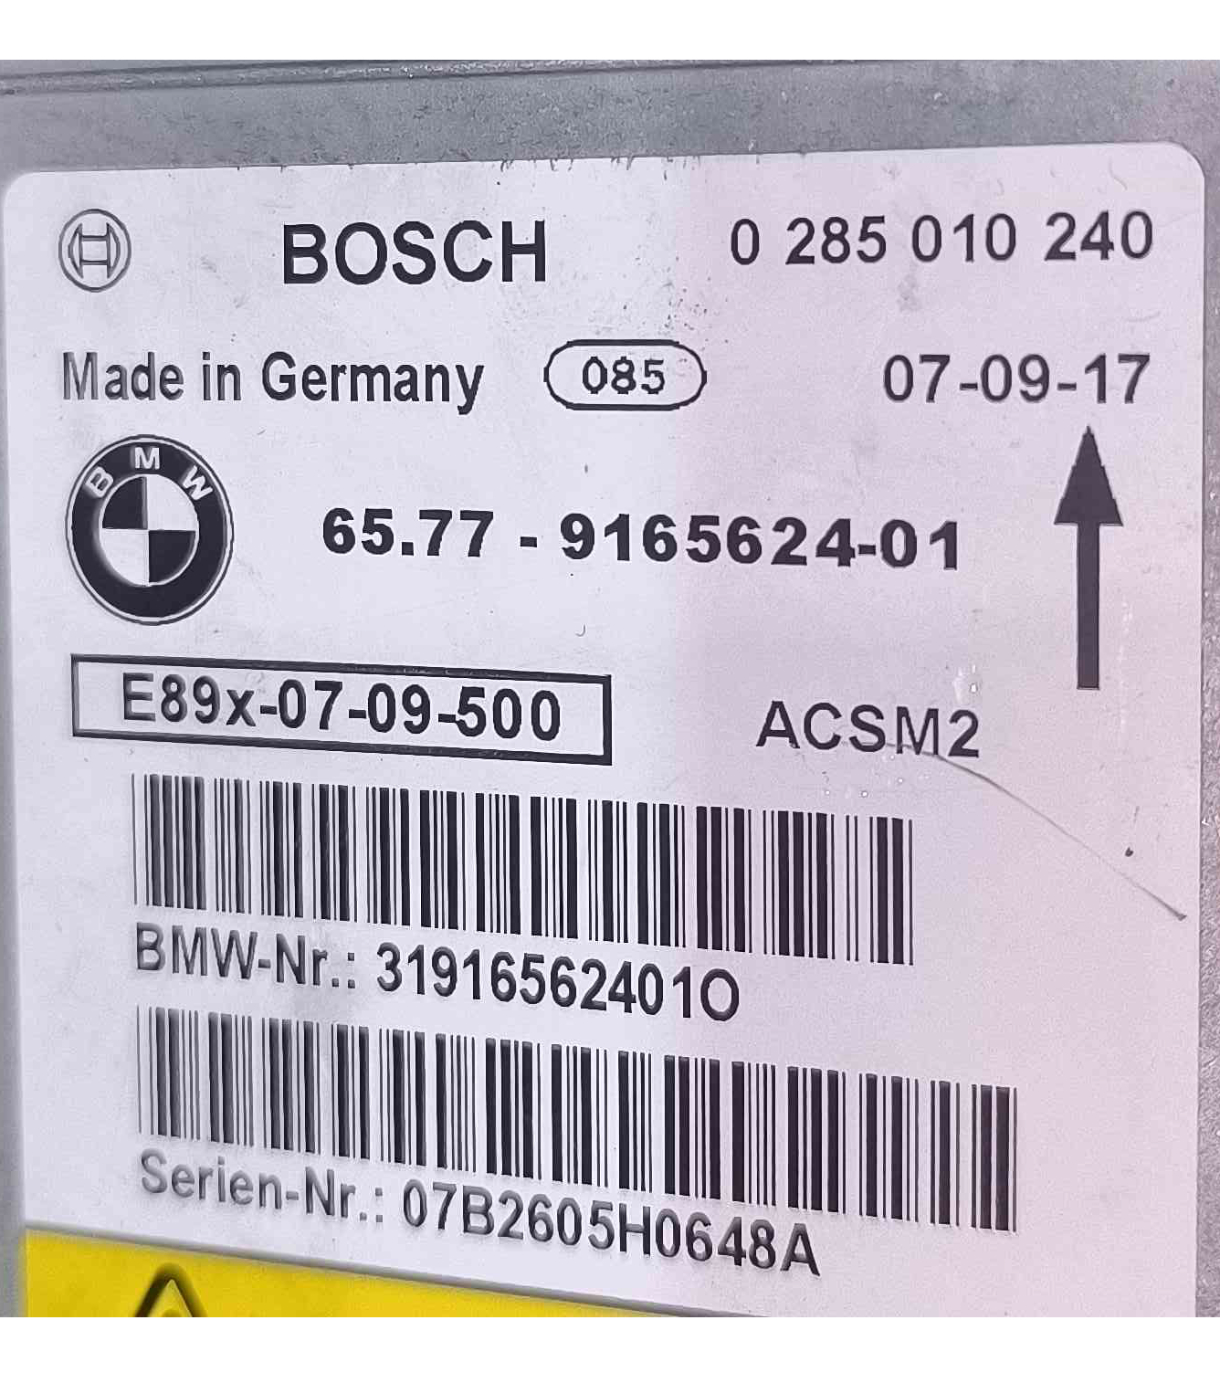 BOSCH 0 285 010 240
Made in Germany 085 07-09-17
BMW
65.77 - 9165624-01
E89x-07-09-500 ACSM2
BMW-Nr.: 31916562401O
Serien-Nr.: 07B2605H0648A